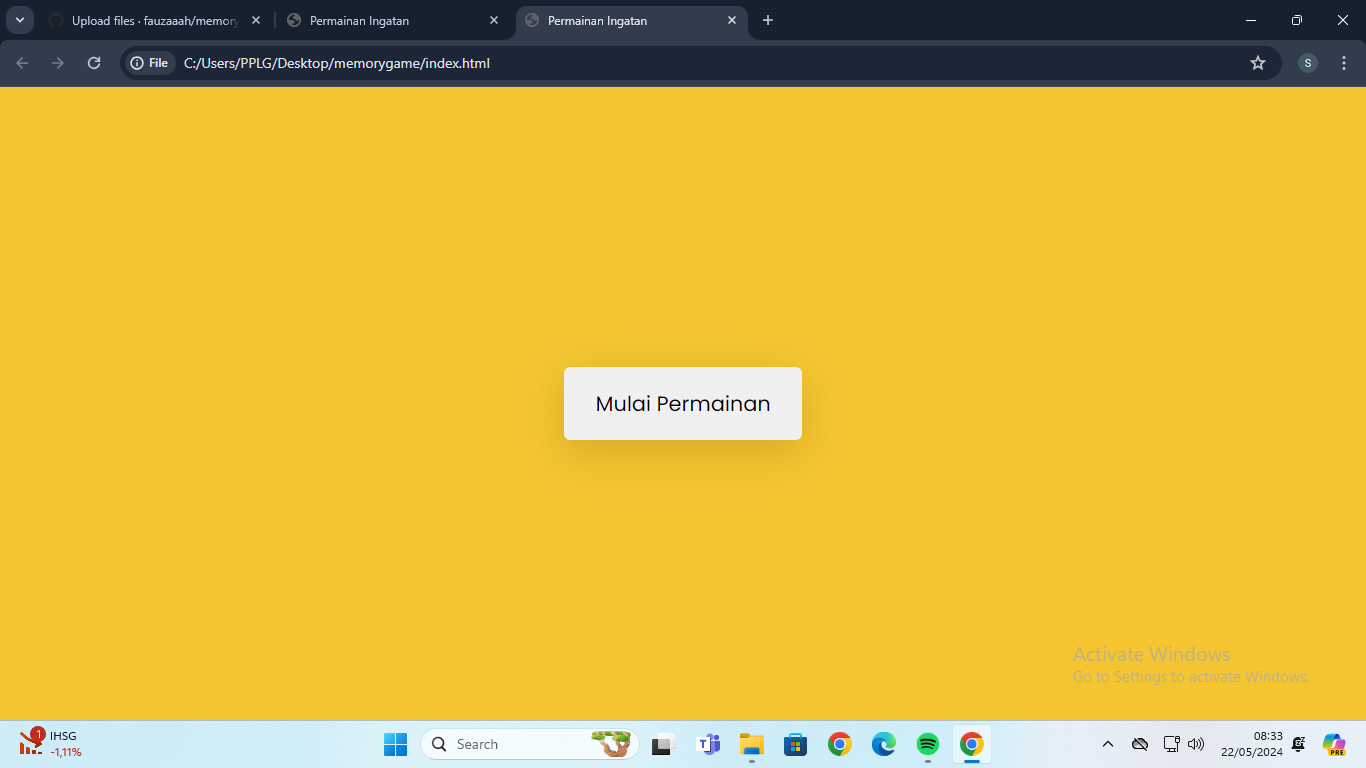 Upload files · fauzaaah/memory
Permainan Ingatan
Permainan Ingatan
File
C:/Users/PPLG/Desktop/memorygame/index.html
S
Mulai Permainan
Activate Windows
Go to Settings to activate Windows.
1
IHSG
-1,11%
Search
08:33
22/05/2024
PRE